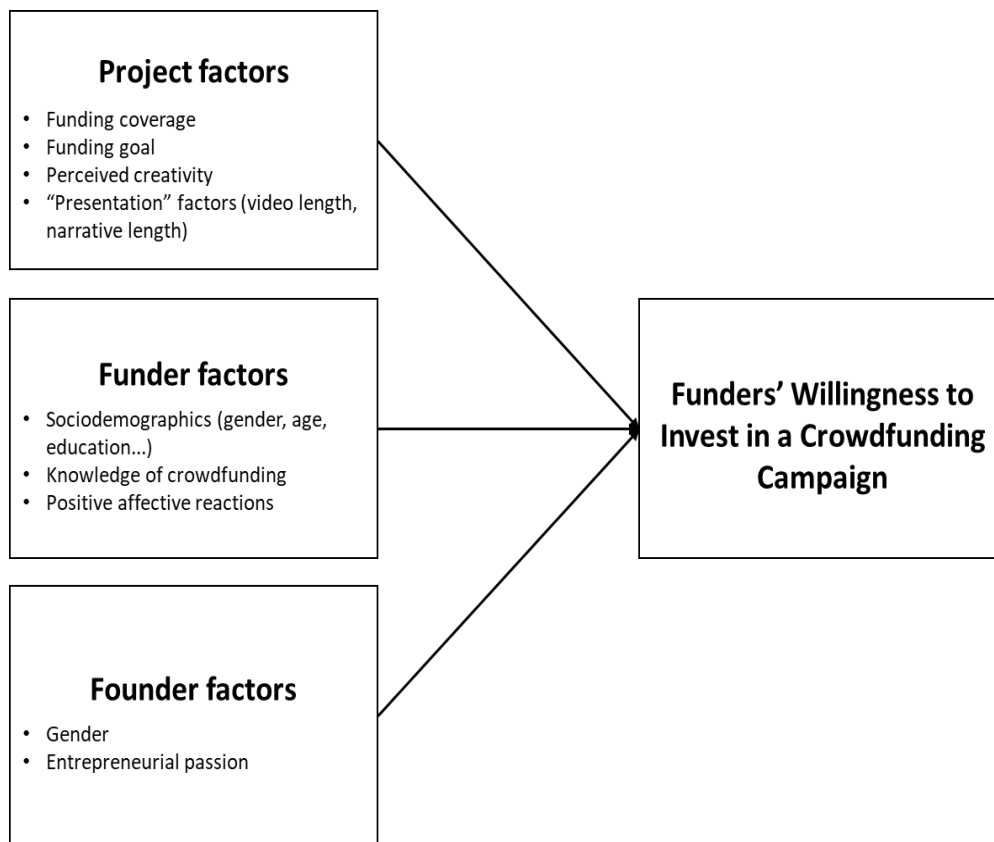 Project factors
• Funding coverage
• Funding goal
• Perceived creativity
• “Presentation” factors (video length,
narrative length)
Funder factors
• Sociodemographics (gender, age,
education...)
• Knowledge of crowdfunding
• Positive affective reactions
Founder factors
• Gender
• Entrepreneurial passion
Funders’ Willingness to
Invest in a Crowdfunding
Campaign